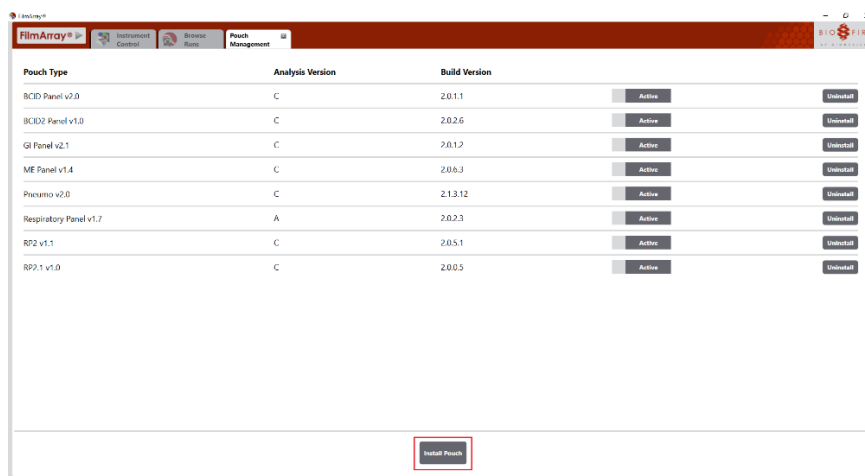 FilmArray®
FilmArray®
Instrument Control
Browse Runs
Pouch Management
BIOFIRE
Pouch Type Analysis Version Build Version
BCID Panel v2.0 C 2.0.1.1 Active Uninstall
BCID2 Panel v1.0 C 2.0.2.6 Active Uninstall
GI Panel v2.1 C 2.0.1.2 Active Uninstall
ME Panel v1.4 C 2.0.6.3 Active Uninstall
Pneumo v2.0 C 2.1.3.12 Active Uninstall
Respiratory Panel v1.7 A 2.0.2.3 Active Uninstall
RP2 v1.1 C 2.0.5.1 Active Uninstall
RP2.1 v1.0 C 2.0.0.5 Active Uninstall
Install Pouch